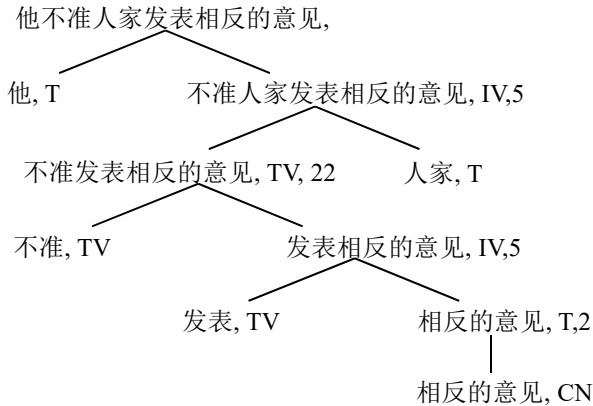 他不准人家发表相反的意见,
他, T
不准人家发表相反的意见, IV,5
不准发表相反的意见, TV, 22
人家, T
不准, TV
发表相反的意见, IV,5
发表, TV
相反的意见, T,2
相反的意见, CN